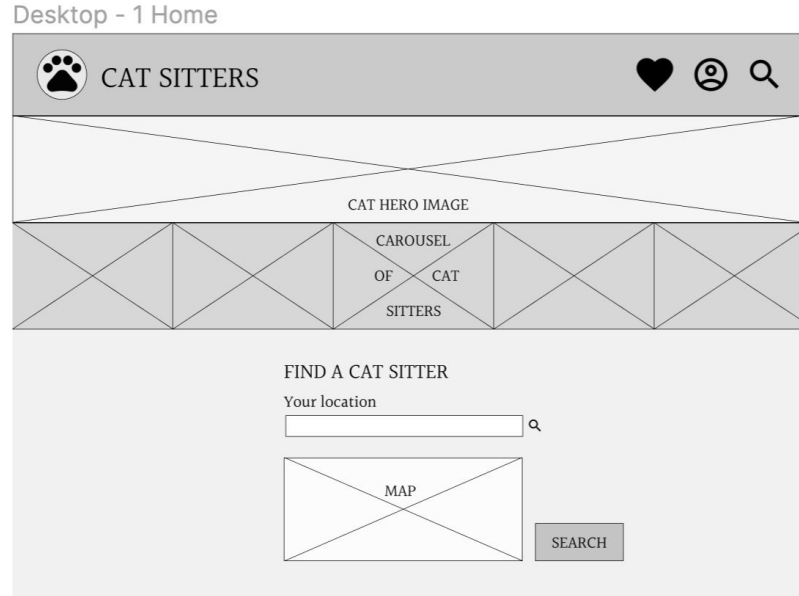 Desktop - 1 Home
CAT SITTERS
CAT HERO IMAGE
CAROUSEL
OF CAT
SITTERS
FIND A CAT SITTER
Your location
MAP
SEARCH